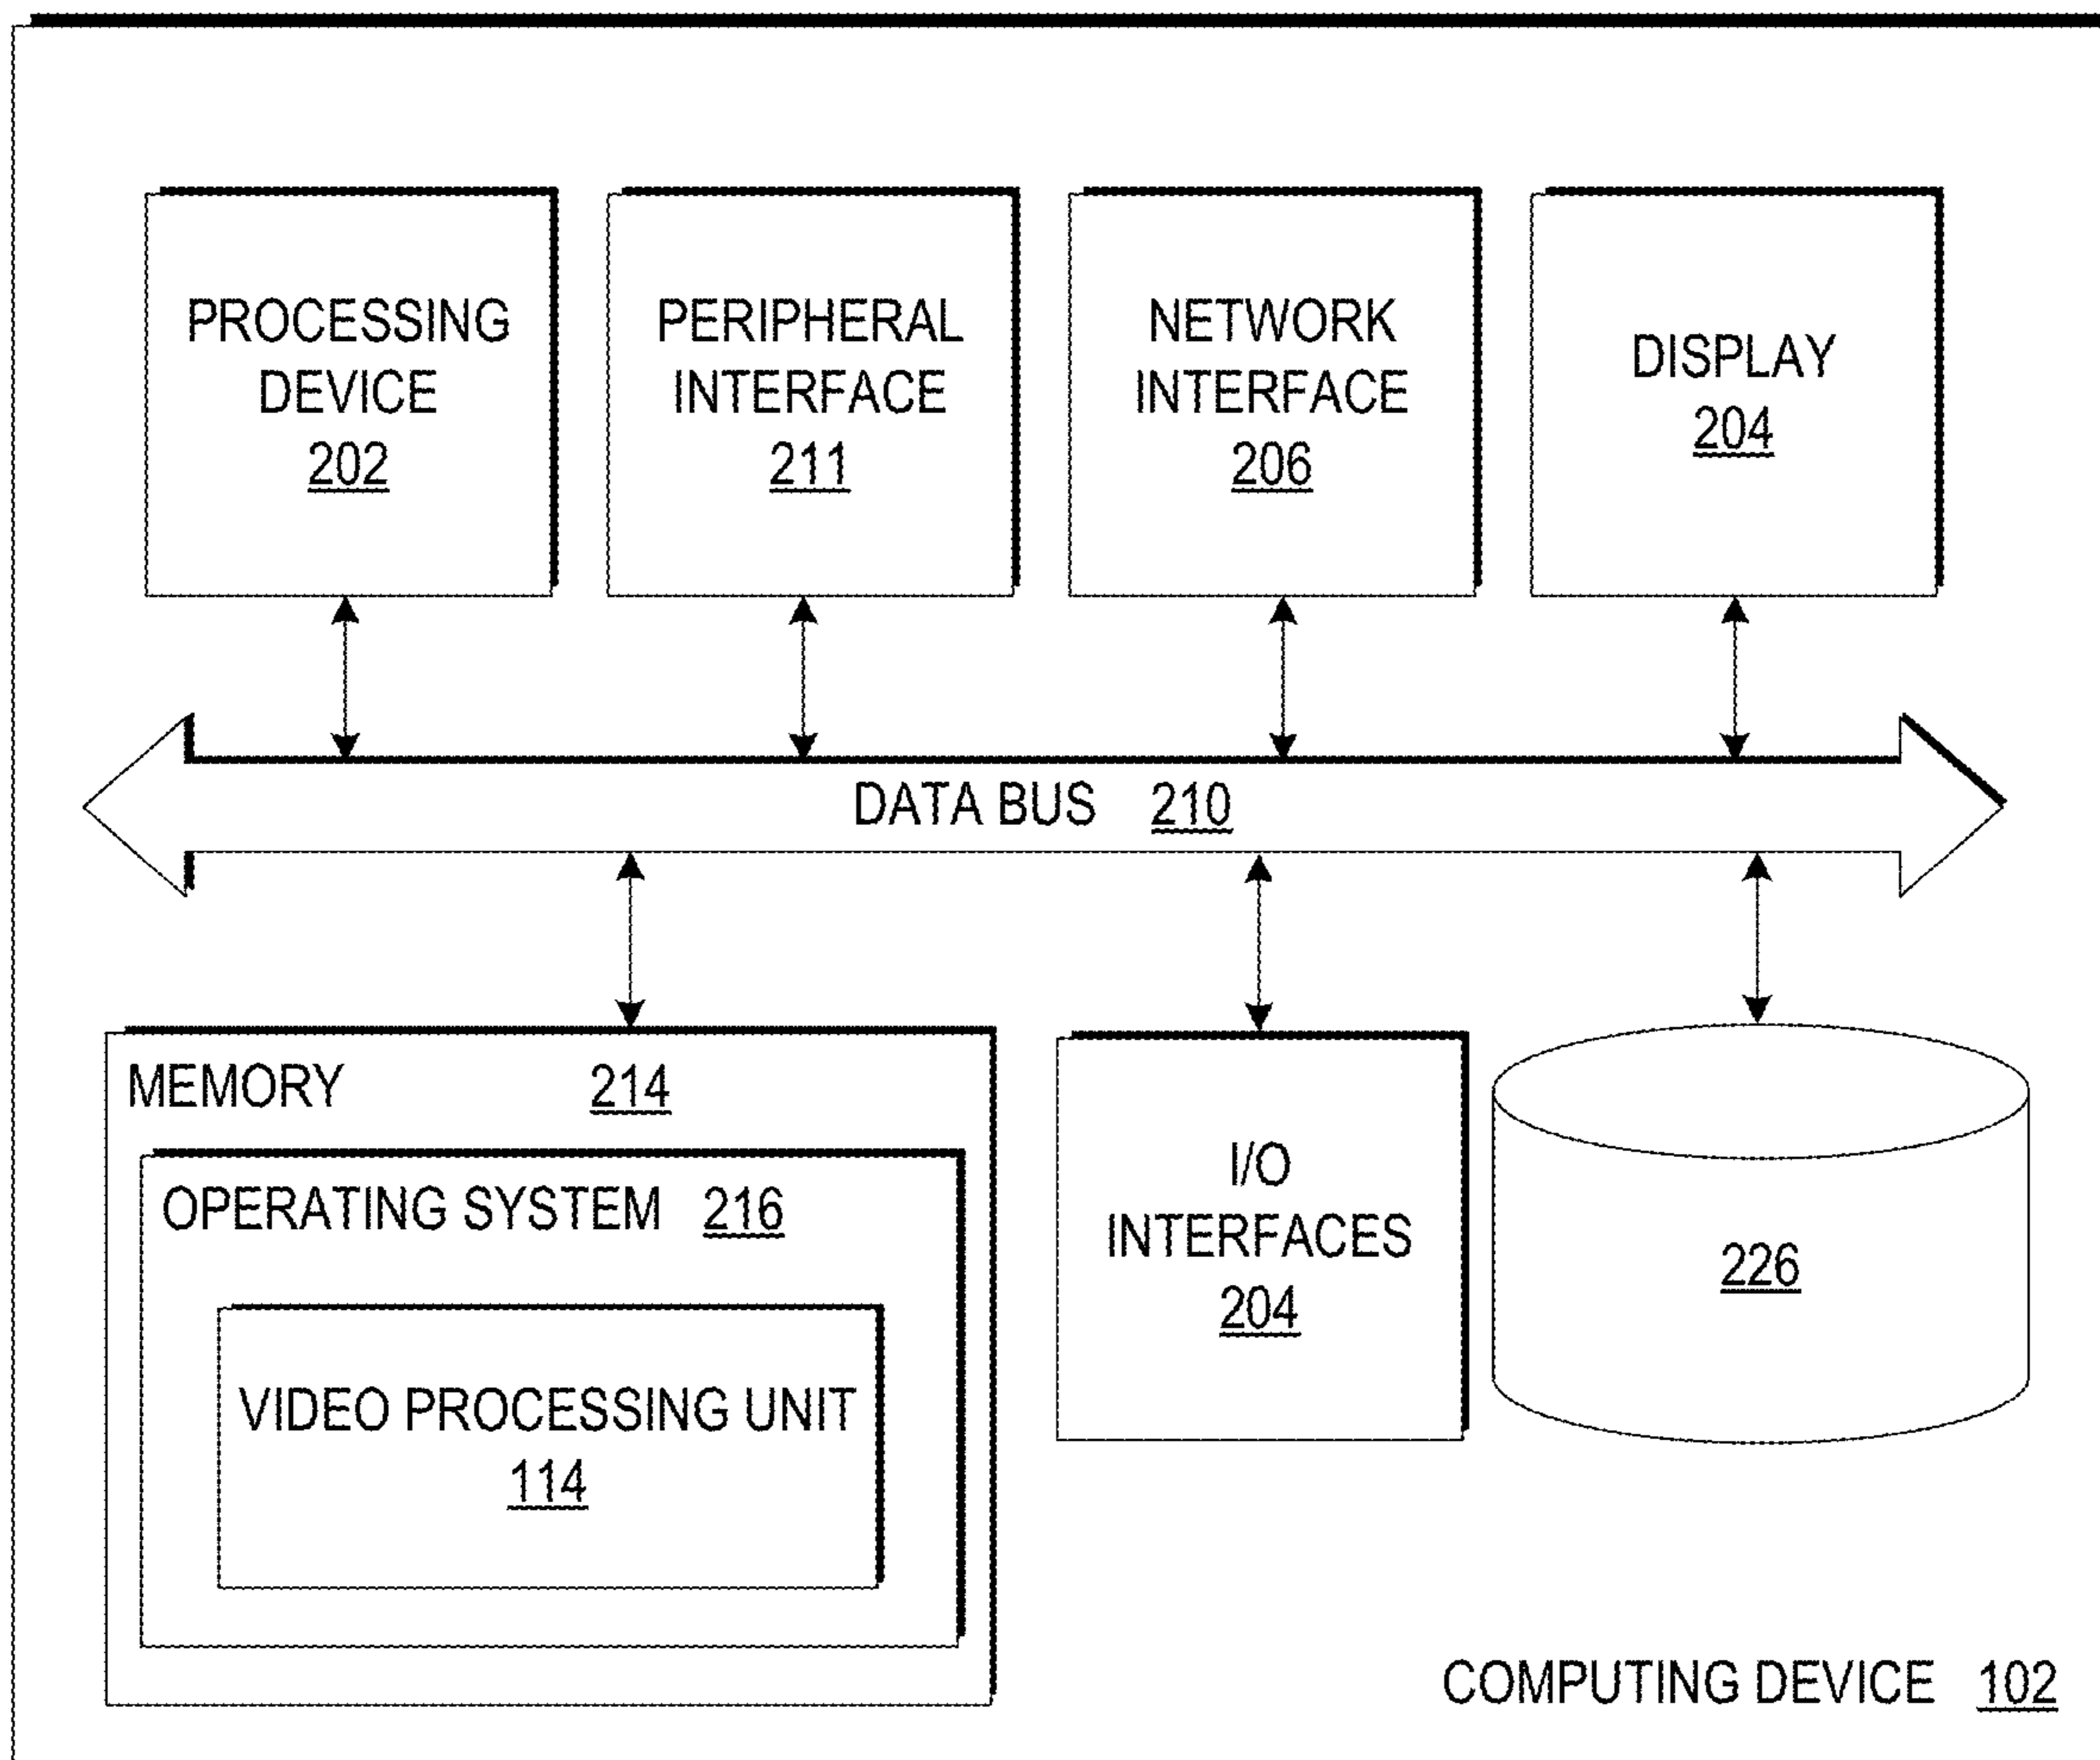 PROCESSING
DEVICE
202
PERIPHERAL
INTERFACE
211
NETWORK
INTERFACE
206
DISPLAY
204
DATA BUS 210
MEMORY 214
OPERATING SYSTEM 216
VIDEO PROCESSING UNIT
114
I/O
INTERFACES
204
226
COMPUTING DEVICE 102